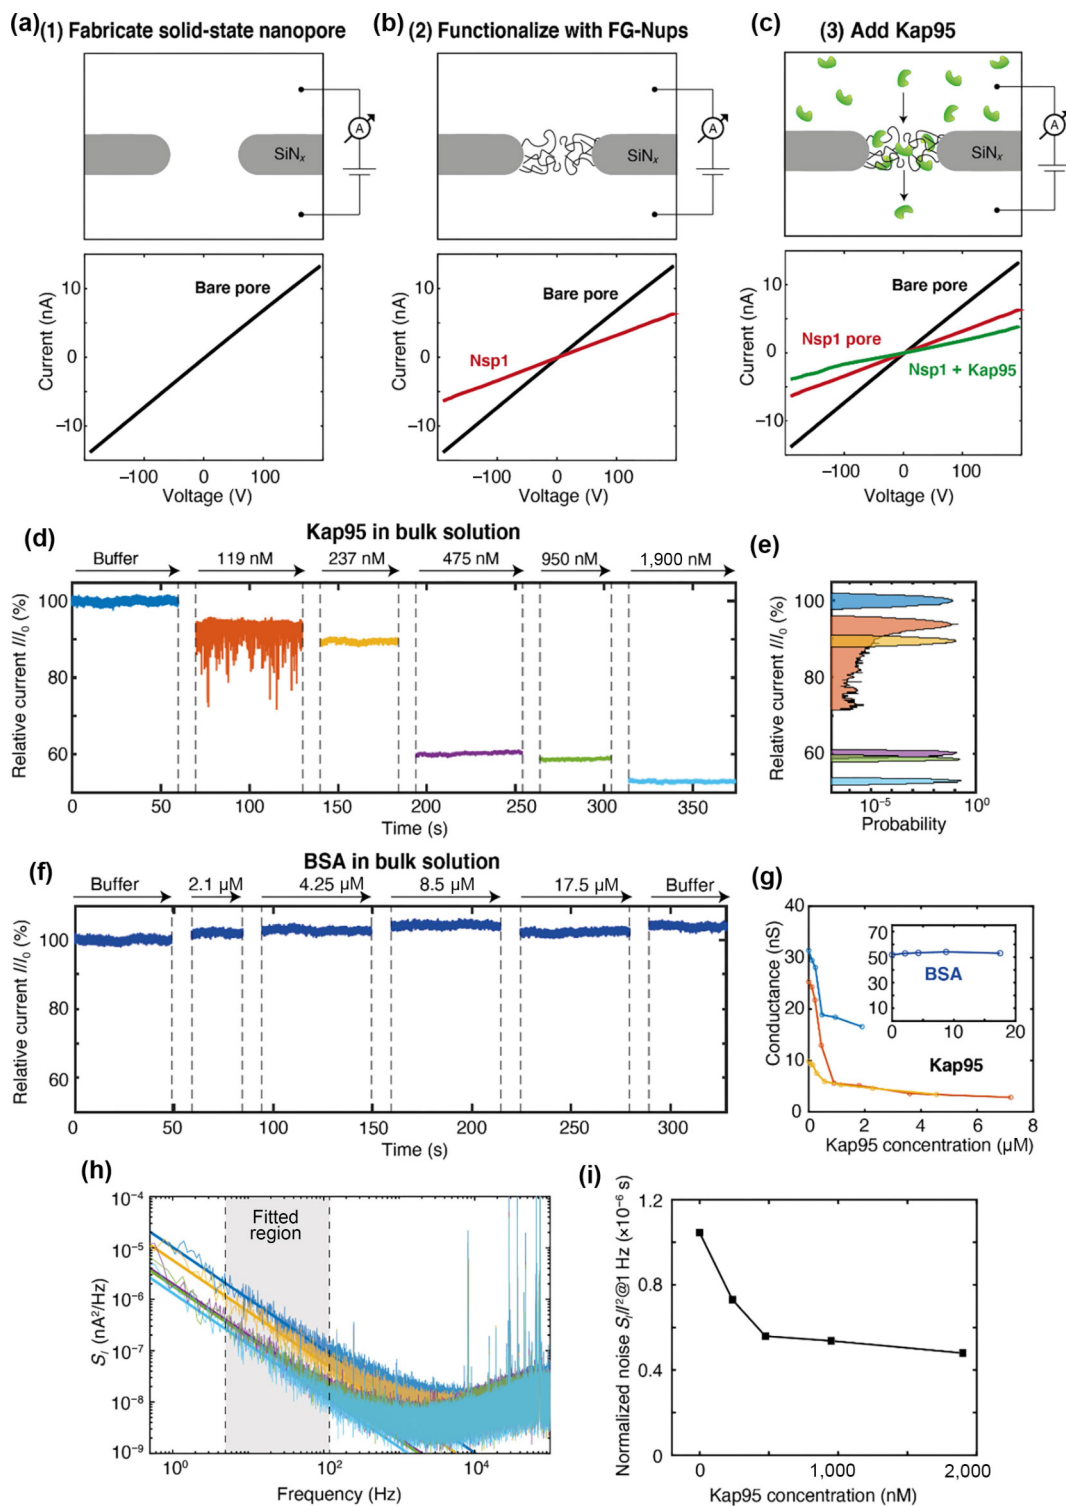 (a) (1) Fabricate solid-state nanopore
(b) (2) Functionalize with FG-Nups
(c) (3) Add Kap95
A
SiNx
A
SiNx
A
SiNx
Current (nA)
10
0
−10
Bare pore
−100 0 100
Voltage (V)
Current (nA)
10
0
−10
Bare pore
Nsp1
−100 0 100
Voltage (V)
Current (nA)
10
0
−10
Bare pore
Nsp1 pore
Nsp1 + Kap95
−100 0 100
Voltage (V)
(d)
Kap95 in bulk solution
Buffer 119 nM 237 nM 475 nM 950 nM 1,900 nM
Relative current I/I0 (%)
100
80
60
0 50 100 150 200 250 300 350
Time (s)
(e)
Relative current I/I0 (%)
100
80
60
10−5 100
Probability
(f)
BSA in bulk solution
Buffer 2.1 µM 4.25 µM 8.5 µM 17.5 µM Buffer
Relative current I/I0 (%)
100
80
60
0 50 100 150 200 250 300
Time (s)
(g)
Conductance (nS)
40
30
20
10
0
70
50
30
10
BSA
0 10 20
Kap95
0 2 4 6 8
Kap95 concentration (µM)
(h)
SI (nA2/Hz)
10−4
10−5
10−6
10−7
10−8
10−9
Fitted
region
100 102 104
Frequency (Hz)
(i)
Normalized noise SI/I2@1 Hz (×10−6 s)
1.2
0.8
0.4
0
0 1,000 2,000
Kap95 concentration (nM)